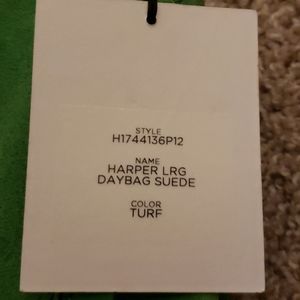 STYLE
H1744136P12
NAME
HARPER LRG
DAYBAG SUEDE
COLOR
TURF